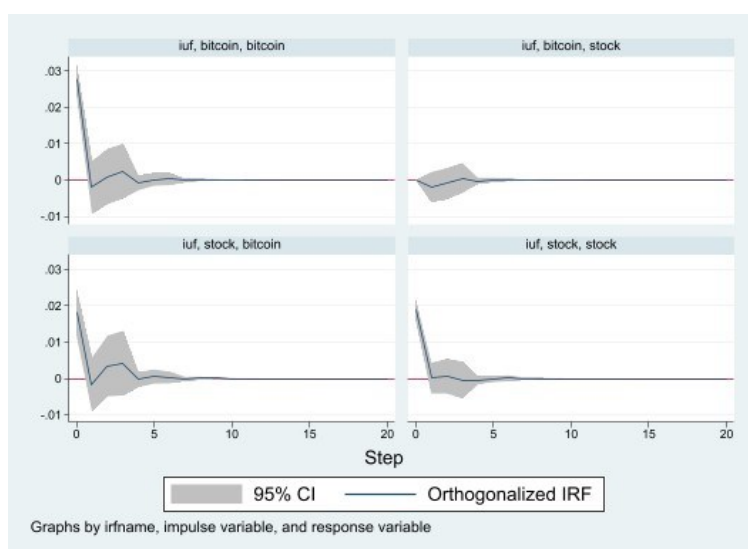 iuf, bitcoin, bitcoin
iuf, bitcoin, stock
.03
.02
.01
0
-.01
iuf, stock, bitcoin
iuf, stock, stock
.03
.02
.01
0
-.01
0 5 10 15 20 0 5 10 15 20
Step
95% CI Orthogonalized IRF
Graphs by irfname, impulse variable, and response variable